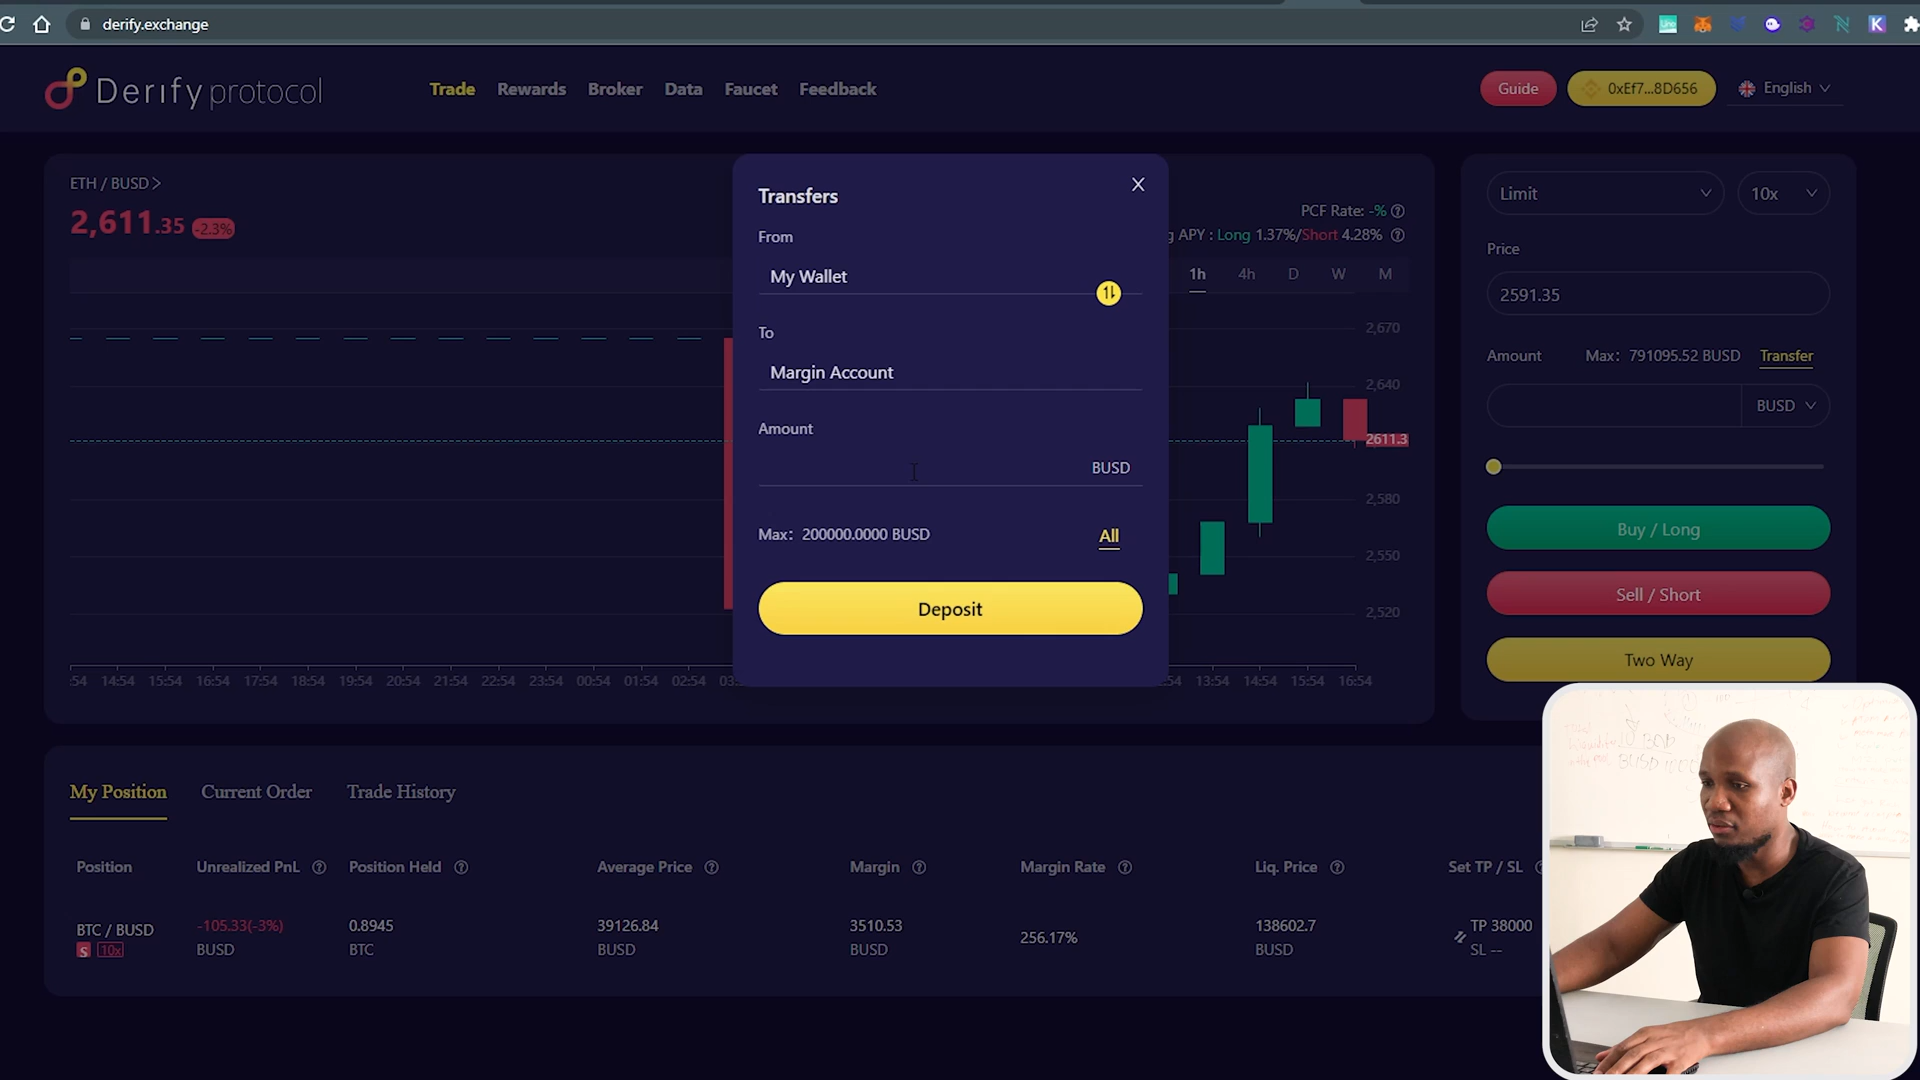 derify.exchange
Derify protocol
Trade Rewards Broker Data Faucet Feedback
Guide
0xEf7...8D656
English
ETH / BUSD
2,611.35 -2.3%
PCF Rate: -%
g APY : Long 1.37%/Short 4.28%
1h 4h D W M
2,670
2,640
2611.3
2,580
2,550
2,520
:54 14:54 15:54 16:54 17:54 18:54 19:54 20:54 21:54 22:54 23:54 00:54 01:54 02:54 03: :54 13:54 14:54 15:54 16:54
Transfers
From
My Wallet
To
Margin Account
Amount
BUSD
Max: 200000.0000 BUSD All
Deposit
Limit 10x
Price
2591.35
Amount Max: 791095.52 BUSD Transfer
BUSD
Buy / Long
Sell / Short
Two Way
My Position Current Order Trade History
Position Unrealized PnL Position Held Average Price Margin Margin Rate Liq. Price Set TP / SL
BTC / BUSD -105.33(-3%) 0.8945 39126.84 3510.53 256.17% 138602.7 TP 38000
S 10x BUSD BTC BUSD BUSD BUSD SL --